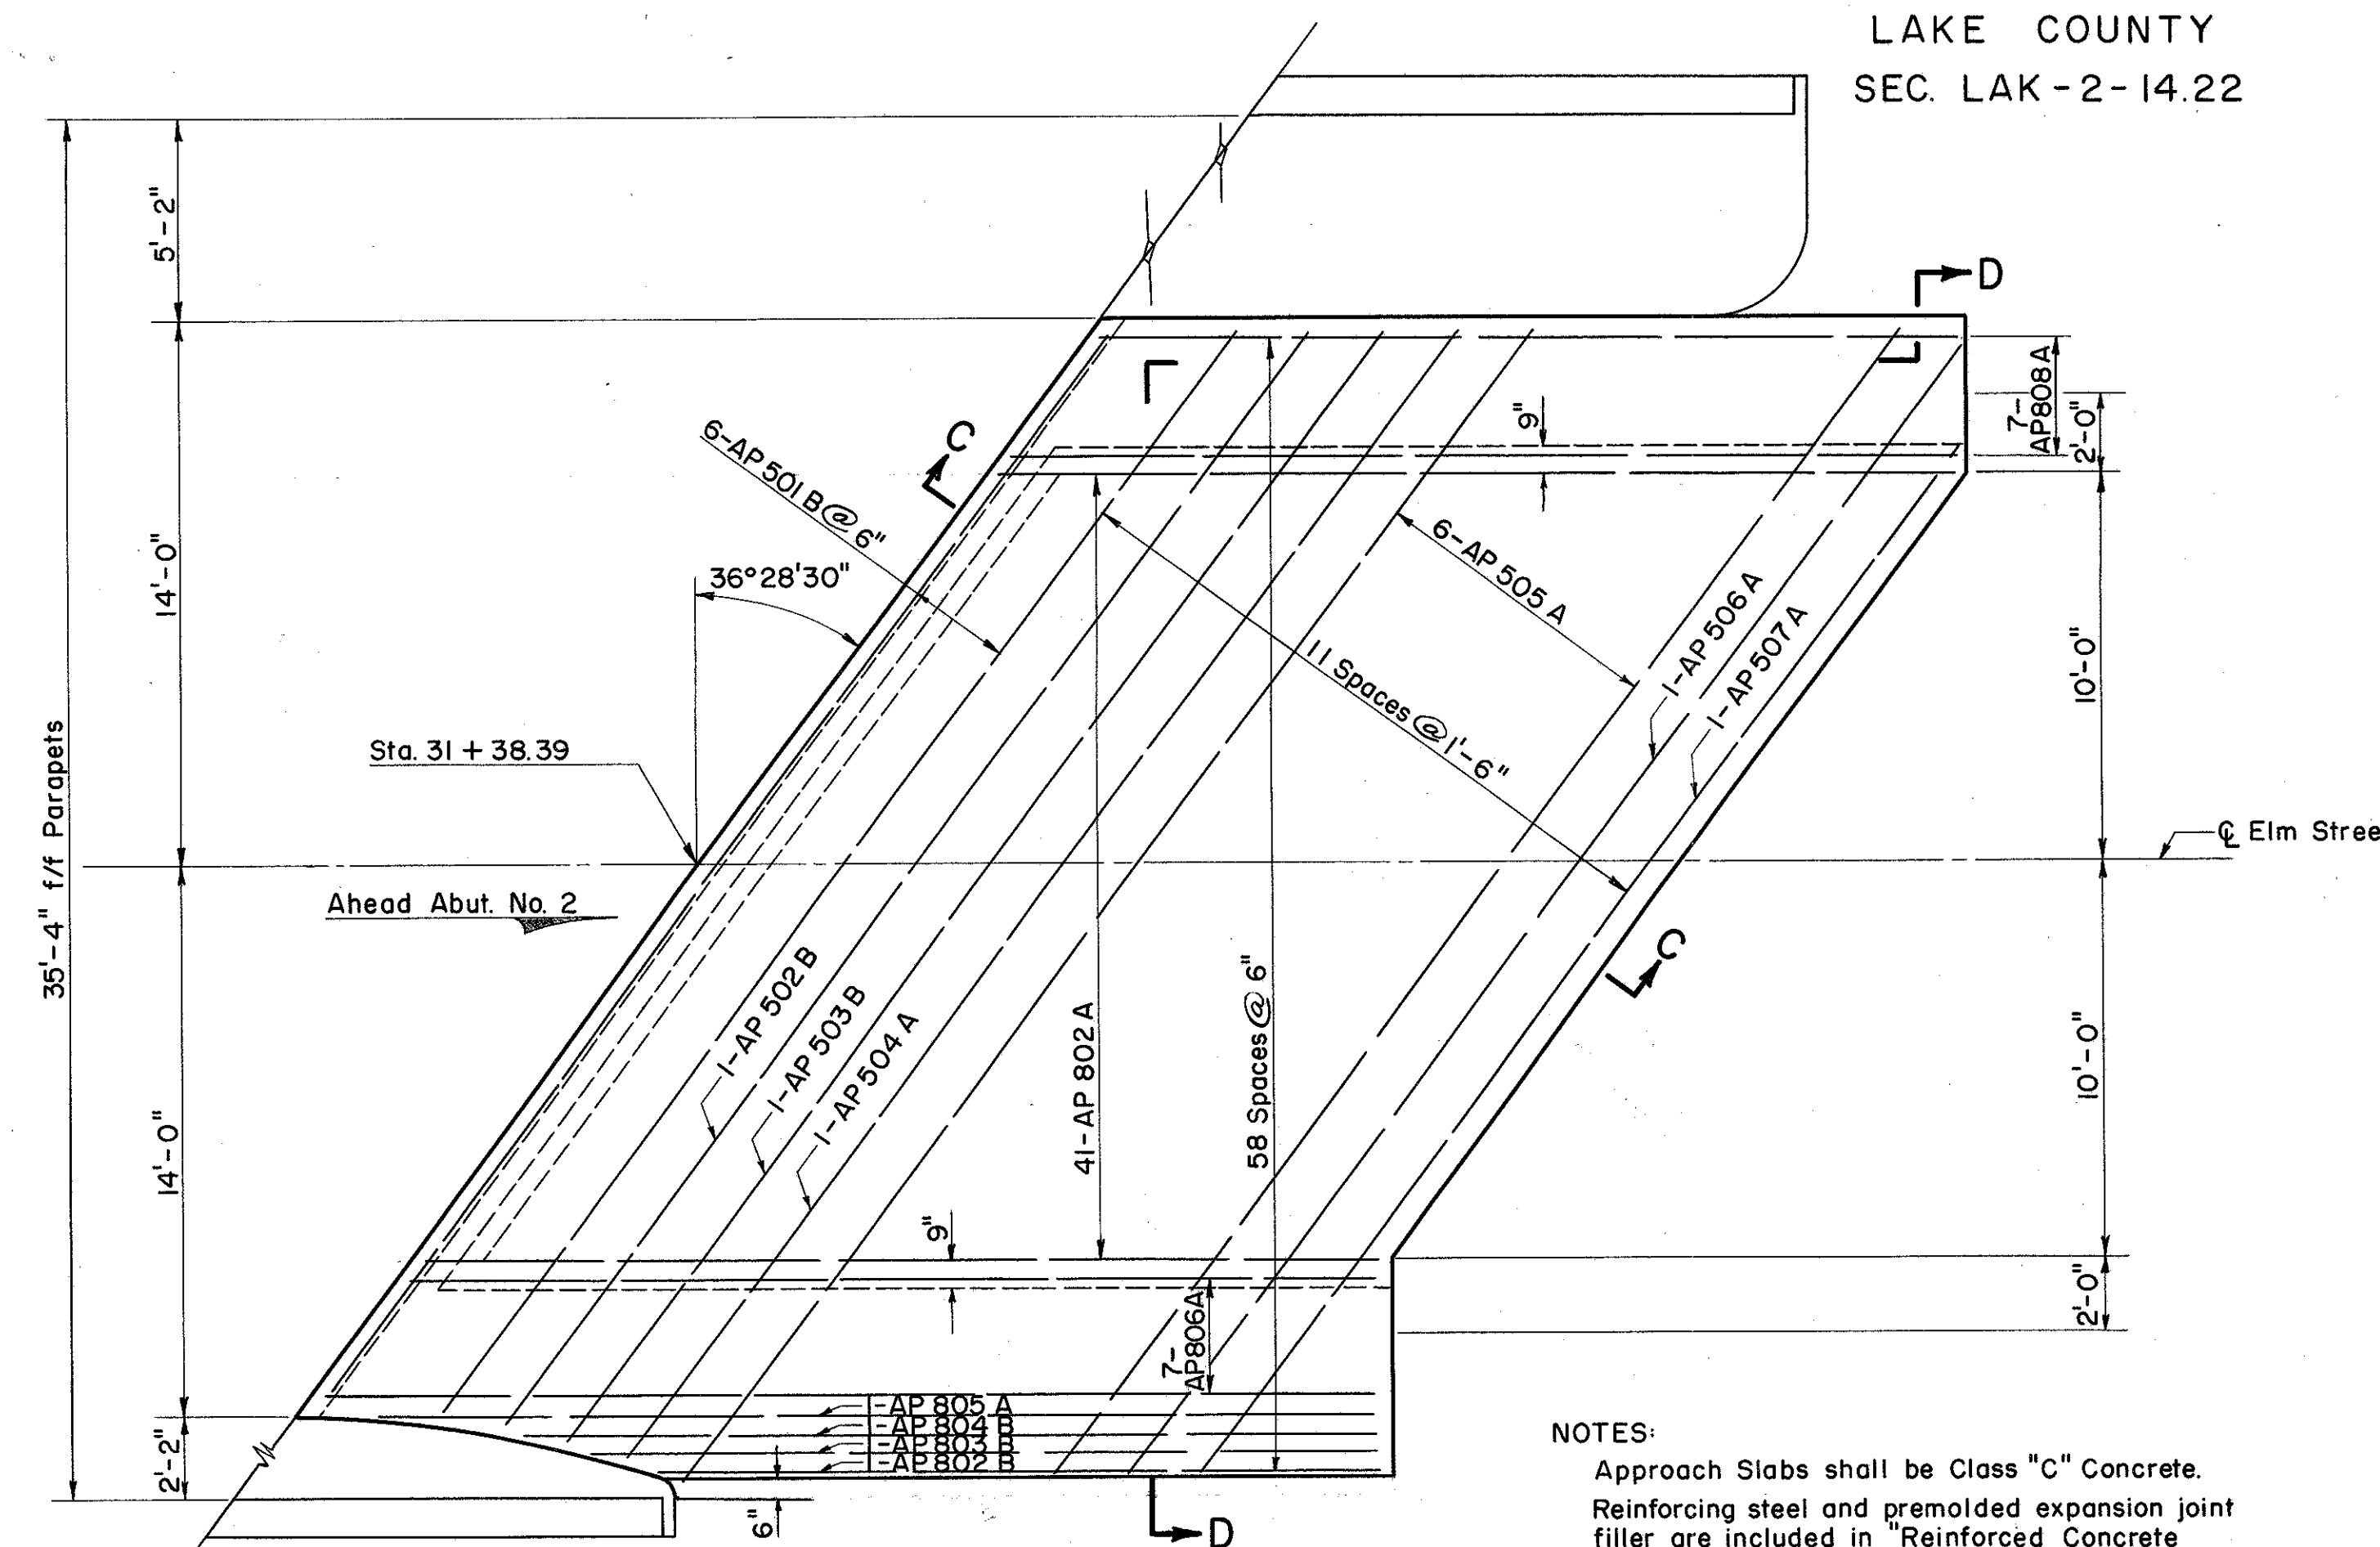 LAKE COUNTY
SEC. LAK-2-14.22
5'-2"
D
7-
AP808A
2'-0"
9"
C
6-AP501B@6"
6-AP505A
14'-0"
36°28'30"
1-AP506A
1-AP507A
10'-0"
11 Spaces@1'-6"
35'-4" f/f Parapets
Sta. 31+38.39
℄ Elm Stree
Ahead Abut. No. 2
C
1-AP502B
1-AP503B
1-AP504A
41-AP802A
58 Spaces@6"
10'-0"
14'-0"
9"
2'-0"
7-
AP806A
1-AP805A
1-AP804B
1-AP803B
1-AP802B
2'-2"
6"
D
NOTES:
Approach Slabs shall be Class "C" Concrete.
Reinforcing steel and premolded expansion joint
filler are included in "Reinforced Concrete